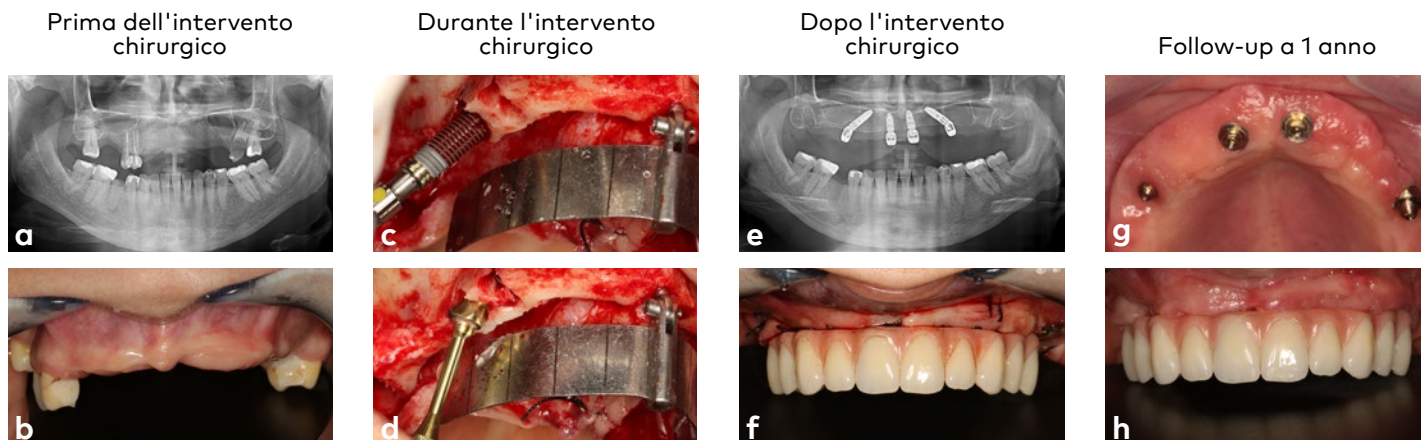 Prima dell'intervento
chirurgico
Durante l'intervento
chirurgico
Dopo l'intervento
chirurgico
Follow-up a 1 anno
a
c
e
g
b
d
f
h